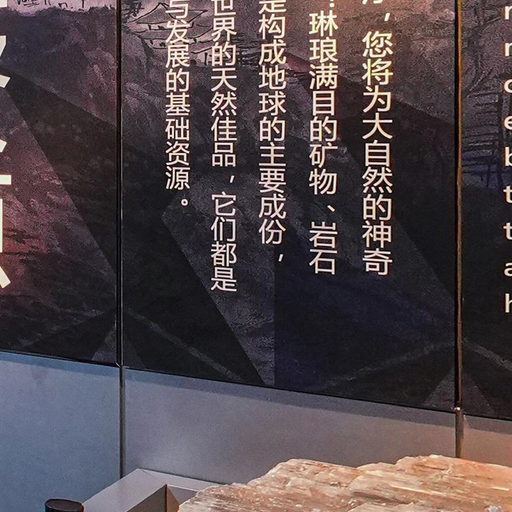 ，您将为大自然的神奇
：琳琅满目的矿物、岩石
是构成地球的主要成份，
世界的天然佳品，它们都是
与发展的基础资源。